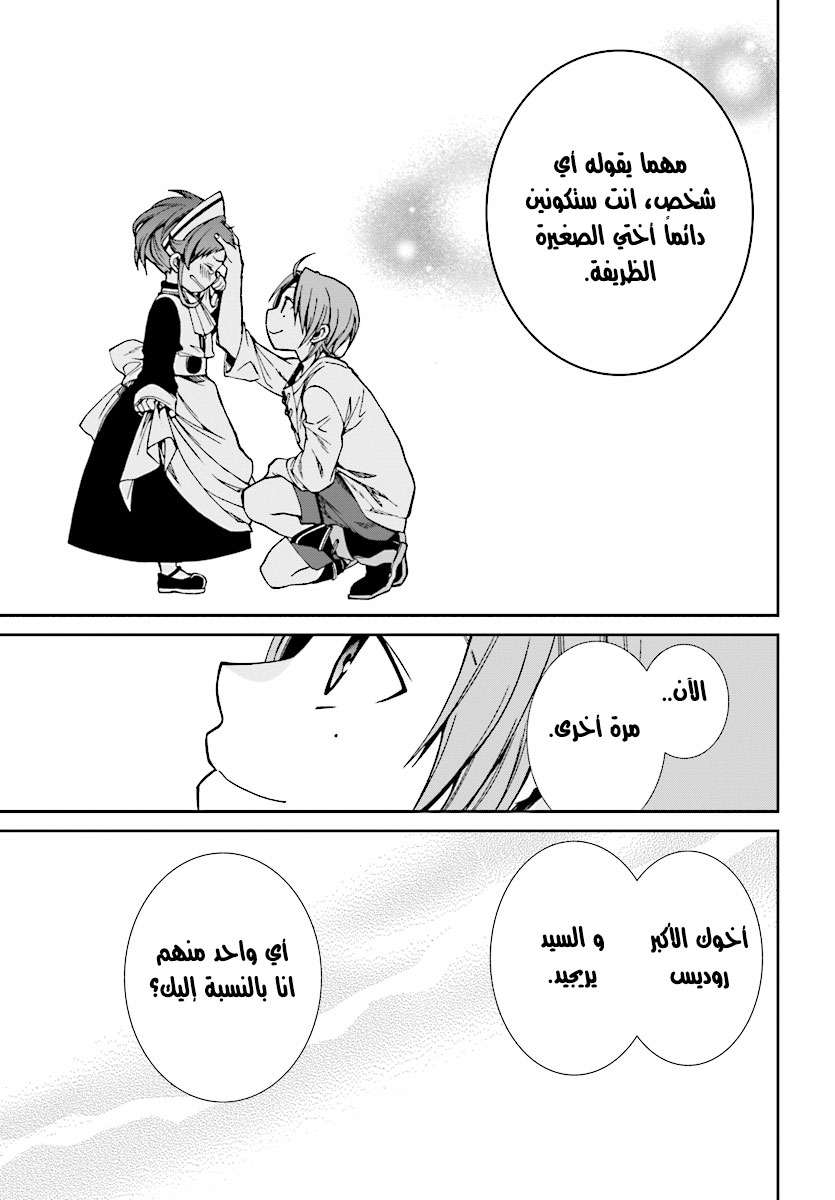 مهما يقوله أي
شخص، انت ستكونين
دائماً أختي الصغيرة
الظريفة.
الآن..
مرة أخرى.
أخوك الأكبر
روديس
و السيد
يريجيد.
أي واحد منهم
انا بالنسبة إليك؟